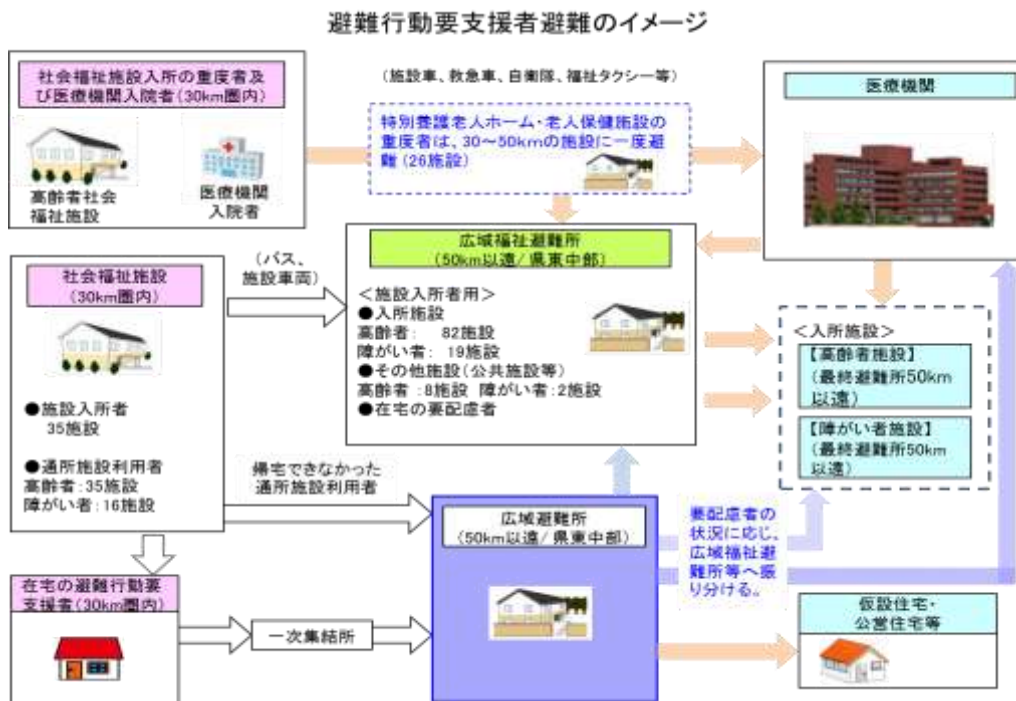 避難行動要支援者避難のイメージ
社会福祉施設入所の重度者及
び医療機関入院者(30km圏内)
高齢者社会
福祉施設
医療機関
入院者
(施設車、救急車、自衛隊、福祉タクシー等)
特別養護老人ホーム・老人保健施設の
重度者は、30～50kmの施設に一度避
難(26施設)
医療機関
社会福祉施設
(30km圏内)
●施設入所者
35施設
●通所施設利用者
高齢者:35施設
障がい者:16施設
(バス、
施設車両)
広域福祉避難所
(50km以遠/県東中部)
＜施設入所者用＞
●入所施設
高齢者: 82施設
障がい者: 19施設
●その他施設(公共施設等)
高齢者:8施設 障がい者:2施設
●在宅の要配慮者
＜入所施設＞
【高齢者施設】
(最終避難所50km
以遠)
【障がい者施設】
(最終避難所50km
以遠)
帰宅できなかった
通所施設利用者
広域避難所
(50km以遠/県東中部)
要配慮者の
状況に応じ、
広域福祉避
難所等へ振
り分ける。
在宅の避難行動要
支援者(30km圏内)
一次集結所
仮設住宅・
公営住宅等